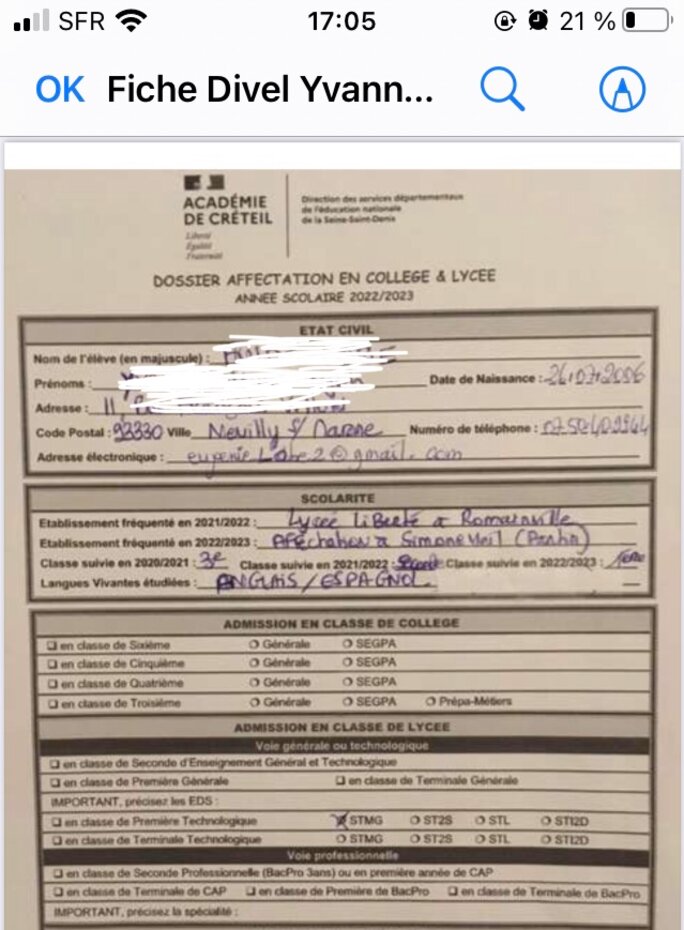 SFR 17:05 21 %
OK Fiche Divel Yvann...
ACADÉMIE
DE CRÉTEIL
Liberté
Égalité
Fraternité
Direction des services départementaux
de l'éducation nationale
de la Seine-Saint-Denis
DOSSIER AFFECTATION EN COLLEGE & LYCEE
ANNEE SCOLAIRE 2022/2023
ETAT CIVIL
Nom de l'élève (en majuscule) :
Prénoms : Date de Naissance : 26/07/2006
Adresse : 11
Code Postal : 93330 Ville Neuilly s/ Marne Numéro de téléphone :
Adresse électronique : @gmail.com
SCOLARITE
Etablissement fréquenté en 2021/2022 : Lycée Liberté à Romainville
Etablissement fréquenté en 2022/2023 : Affectation à Simone Veil
Classe suivie en 2020/2021 : 3e Classe suivie en 2021/2022 : Seconde Classe suivie en 2022/2023 : 1ère
Langues Vivantes étudiées : ANGLAIS / ESPAGNOL
ADMISSION EN CLASSE DE COLLEGE
en classe de Sixième Générale SEGPA
en classe de Cinquième Générale SEGPA
en classe de Quatrième Générale SEGPA
en classe de Troisième Générale SEGPA Prépa-Métiers
ADMISSION EN CLASSE DE LYCEE
Voie générale ou technologique
en classe de Seconde d'Enseignement Général et Technologique
en classe de Première Générale en classe de Terminale Générale
IMPORTANT, précisez les EDS :
en classe de Première Technologique STMG ST2S STL STI2D
en classe de Terminale Technologique STMG ST2S STL STI2D
Voie professionnelle
en classe de Seconde Professionnelle (BacPro 3ans) ou en première année de CAP
en classe de Terminale de CAP en classe de Première de BacPro en classe de Terminale de BacPro
IMPORTANT, précisez la spécialité :